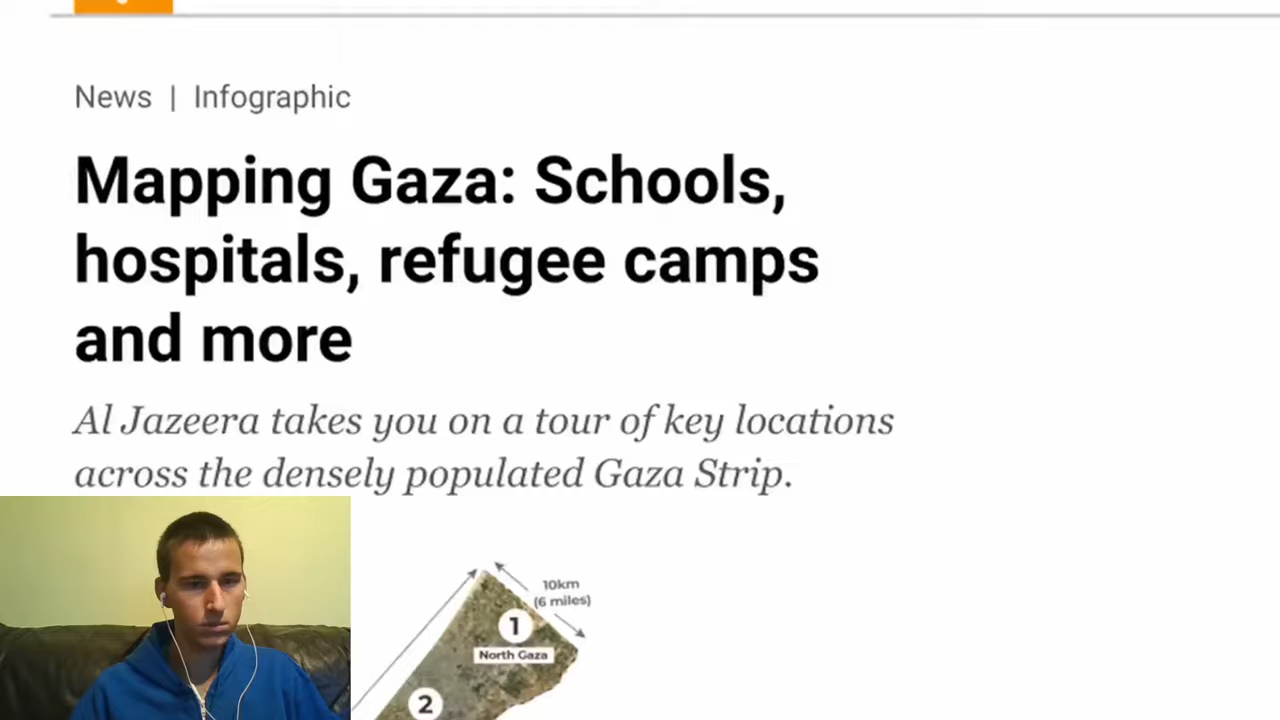 News | Infographic
Mapping Gaza: Schools,
hospitals, refugee camps
and more
Al Jazeera takes you on a tour of key locations
across the densely populated Gaza Strip.
10km
(6 miles)
1
North Gaza
2